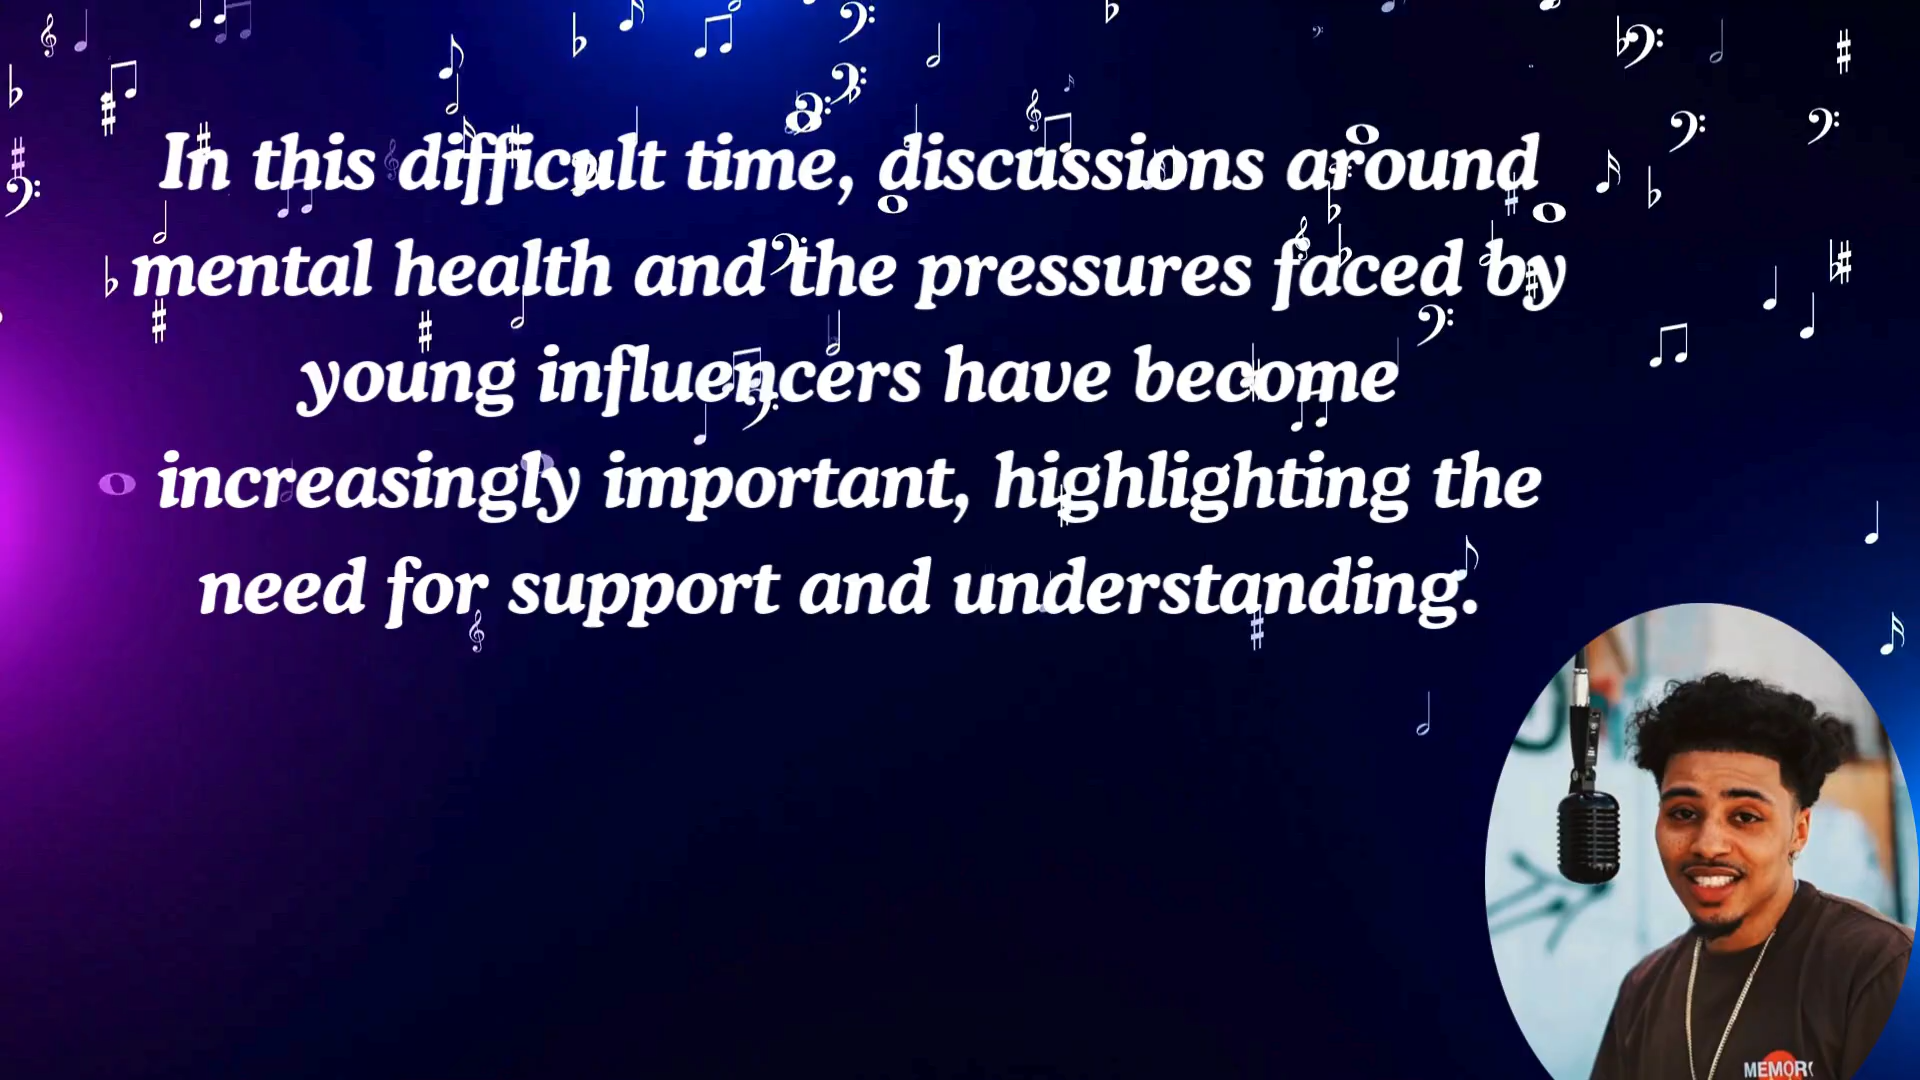 In this difficult time, discussions around
mental health and the pressures faced by
young influencers have become
increasingly important, highlighting the
need for support and understanding.